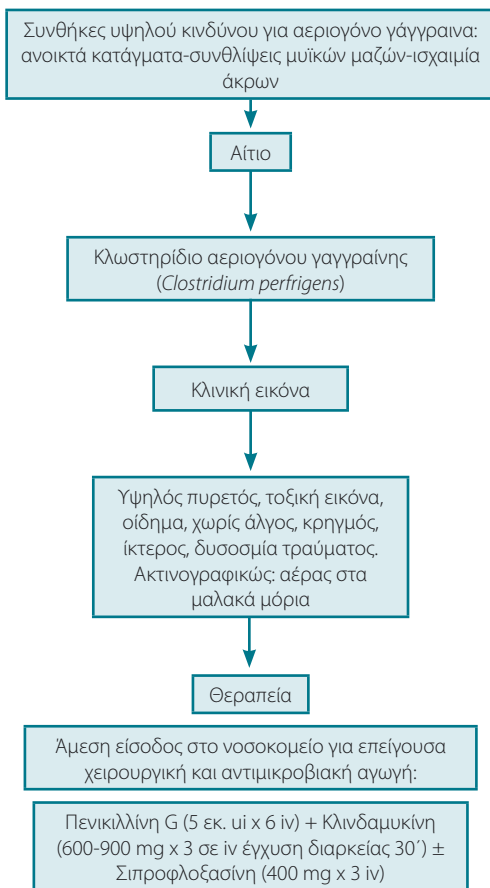 Συνθήκες υψηλού κινδύνου για αεριογόνο γάγγραινα:
ανοικτά κατάγματα-συνθλίψεις μυϊκών μαζών-ισχαιμία
άκρων
Αίτιο
Κλωστηρίδιο αεριογόνου γαγγραίνης
(Clostridium perfrigens)
Κλινική εικόνα
Υψηλός πυρετός, τοξική εικόνα,
οίδημα, χωρίς άλγος, κρηγμός,
ίκτερος, δυσοσμία τραύματος.
Ακτινογραφικώς: αέρας στα
μαλακά μόρια
Θεραπεία
Άμεση είσοδος στο νοσοκομείο για επείγουσα
χειρουργική και αντιμικροβιακή αγωγή:
Πενικιλλίνη G (5 εκ. ui x 6 iv) + Κλινδαμυκίνη
(600-900 mg x 3 σε iv έγχυση διαρκείας 30΄) ±
Σιπροφλοξασίνη (400 mg x 3 iv)